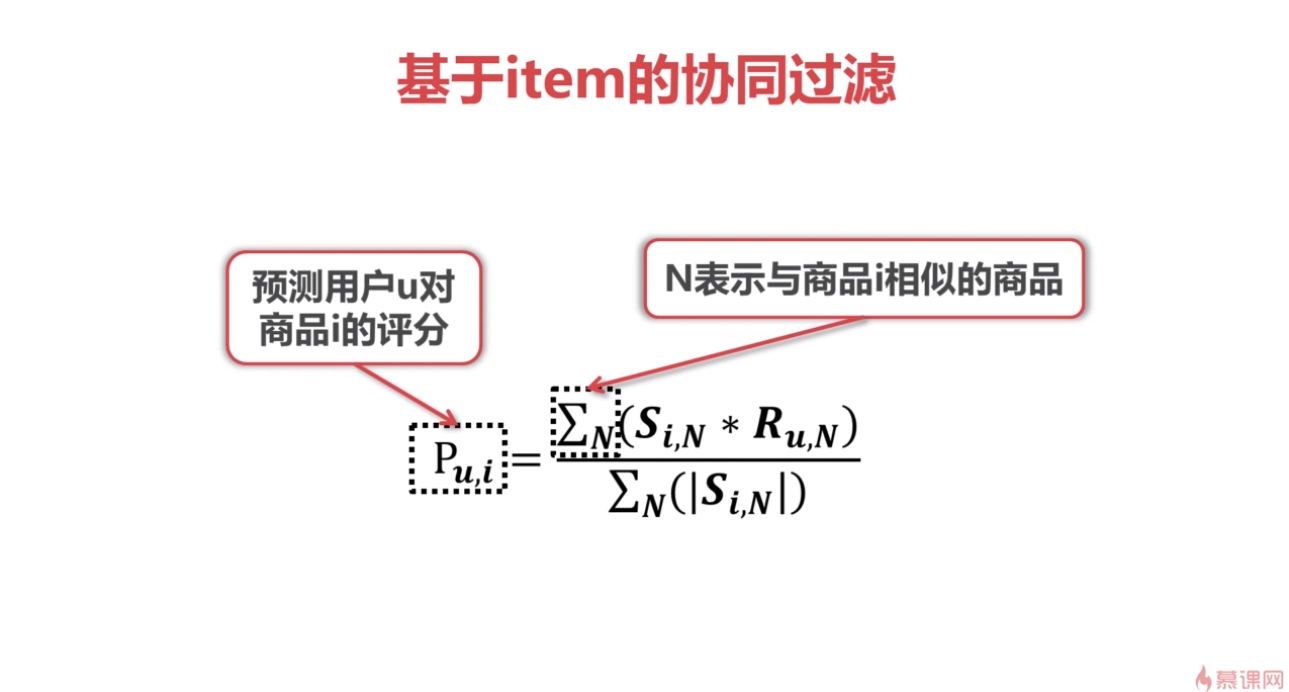 基于item的协同过滤
预测用户u对
商品i的评分
N表示与商品i相似的商品
P_{u,i} = \frac{\sum_N (S_{i,N} * R_{u,N})}{\sum_N (|S_{i,N}|)}
慕课网